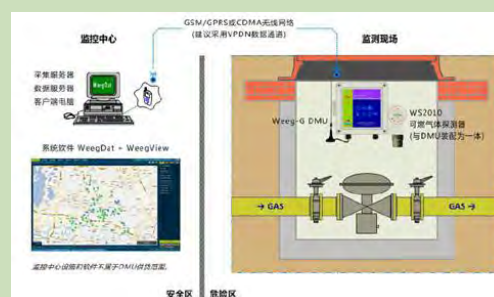 GSM/GPRS或CDMA无线网络
(建议采用VPDN数据通道)
监控中心
监测现场
采集服务器
数据服务器
客户端电脑
Weeg-G DMU
WS2010
可燃气体探测器
(与DMU装配为一体)
系统软件 WeegDat + WeegView
→ GAS
GAS →
监控中心设备和软件不属于DMU供货范围。
安全区
危险区